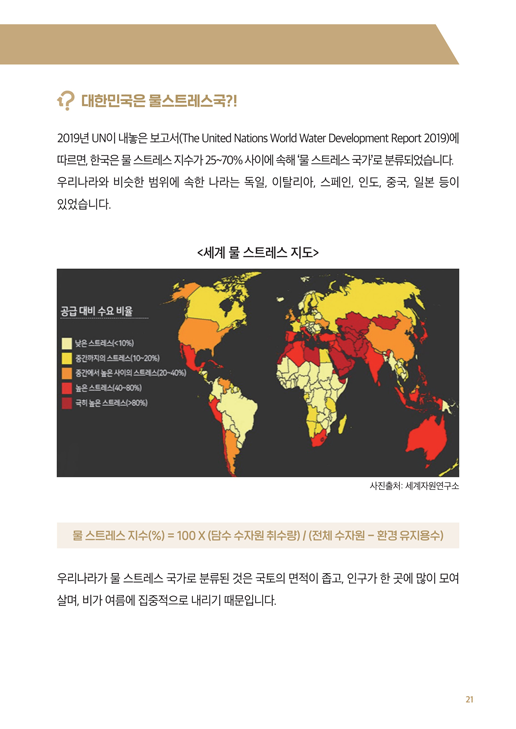 대한민국은 물스트레스국?!
2019년 UN이 내놓은 보고서(The United Nations World Water Development Report 2019)에
따르면, 한국은 물 스트레스 지수가 25~70% 사이에 속해 '물 스트레스 국가'로 분류되었습니다.
우리나라와 비슷한 범위에 속한 나라는 독일, 이탈리아, 스페인, 인도, 중국, 일본 등이
있었습니다.
<세계 물 스트레스 지도>
공급 대비 수요 비율
낮은 스트레스(<10%)
중간까지의 스트레스(10~20%)
중간에서 높은 사이의 스트레스(20~40%)
높은 스트레스(40~80%)
극히 높은 스트레스(>80%)
사진출처: 세계자원연구소
물 스트레스 지수(%) = 100 X (담수 수자원 취수량) / (전체 수자원 – 환경 유지용수)
우리나라가 물 스트레스 국가로 분류된 것은 국토의 면적이 좁고, 인구가 한 곳에 많이 모여
살며, 비가 여름에 집중적으로 내리기 때문입니다.
21